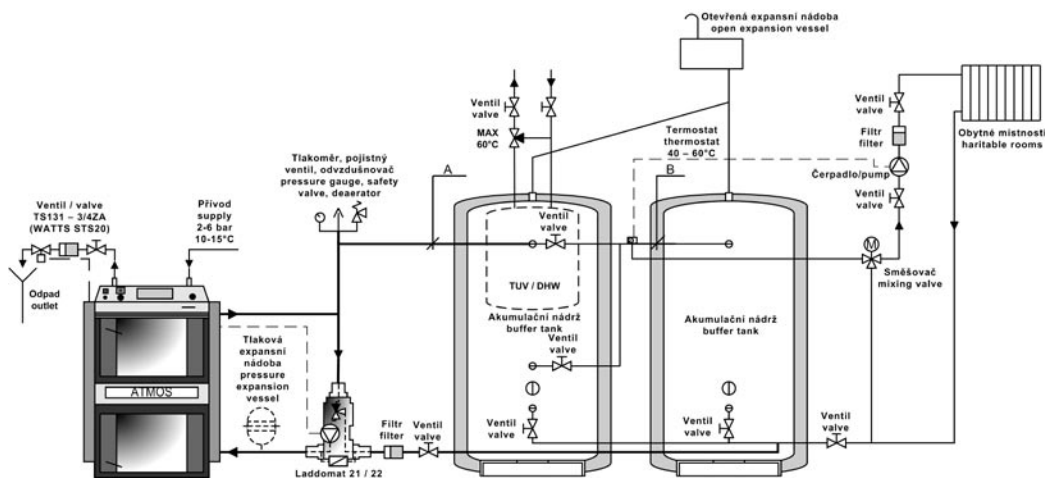 Otevřená expansní nádoba
open expansion vessel
Ventil
valve
MAX
60°C
Termostat
thermostat
40 – 60°C
Ventil
valve
Filtr
filter
Čerpadlo/pump
Ventil
valve
Obytné místnosti
haritable rooms
Tlakoměr, pojistný
ventil, odvzdušnovač
pressure gauge, safety
valve, deaerator
A
B
Ventil / valve
TS131 – 3/4ZA
(WATTS STS20)
Přívod
supply
2-6 bar
10-15°C
Odpad
outlet
Ventil
valve
M
Směšovač
mixing valve
TUV / DHW
Akumulační nádrž
buffer tank
Akumulační nádrž
buffer tank
Ventil
valve
Tlaková
expansní
nádoba
pressure
expansion
vessel
ATMOS
Ventil
valve
Ventil
valve
Ventil
valve
Filtr
filter
Ventil
valve
Laddomat 21 / 22